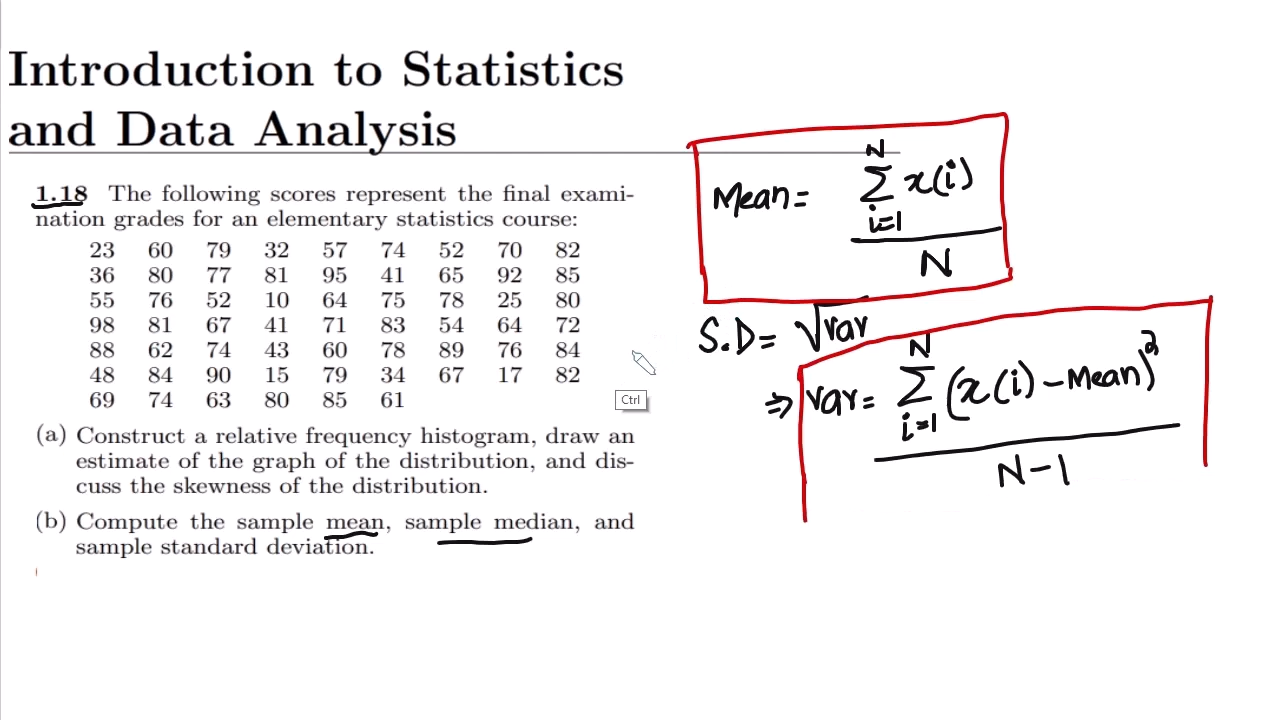 Introduction to Statistics
and Data Analysis
1.18 The following scores represent the final exami-
nation grades for an elementary statistics course:
23 60 79 32 57 74 52 70 82
36 80 77 81 95 41 65 92 85
55 76 52 10 64 75 78 25 80
98 81 67 41 71 83 54 64 72
88 62 74 43 60 78 89 76 84
48 84 90 15 79 34 67 17 82
69 74 63 80 85 61
(a) Construct a relative frequency histogram, draw an
estimate of the graph of the distribution, and dis-
cuss the skewness of the distribution.
(b) Compute the sample mean, sample median, and
sample standard deviation.
N
Mean = Σ x(i)
i=1
N
S.D = √var
N
⇒ var = Σ (x(i) - Mean)²
i=1
N-1
Ctrl